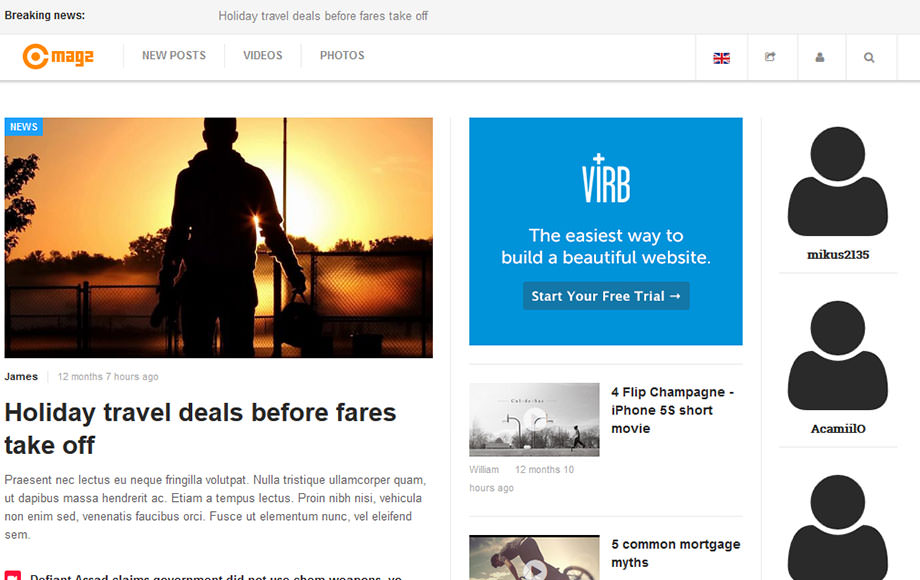 Breaking news:
Holiday travel deals before fares take off
magz
NEW POSTS
VIDEOS
PHOTOS
NEWS
James
12 months 7 hours ago
Holiday travel deals before fares
take off
Praesent nec lectus eu neque fringilla volutpat. Nulla tristique ullamcorper quam,
ut dapibus massa hendrerit ac. Etiam a tempus lectus. Proin nibh nisi, vehicula
non enim sed, venenatis faucibus orci. Fusce ut elementum nunc, vel eleifend
sem.
Defiant Assad claims government did not use chem weapons, vo
VIRB
The easiest way to
build a beautiful website.
Start Your Free Trial →
Cul-de-Sac
4 Flip Champagne -
iPhone 5S short
movie
William
12 months 10
hours ago
5 common mortgage
myths
mikus2135
AcamiilO